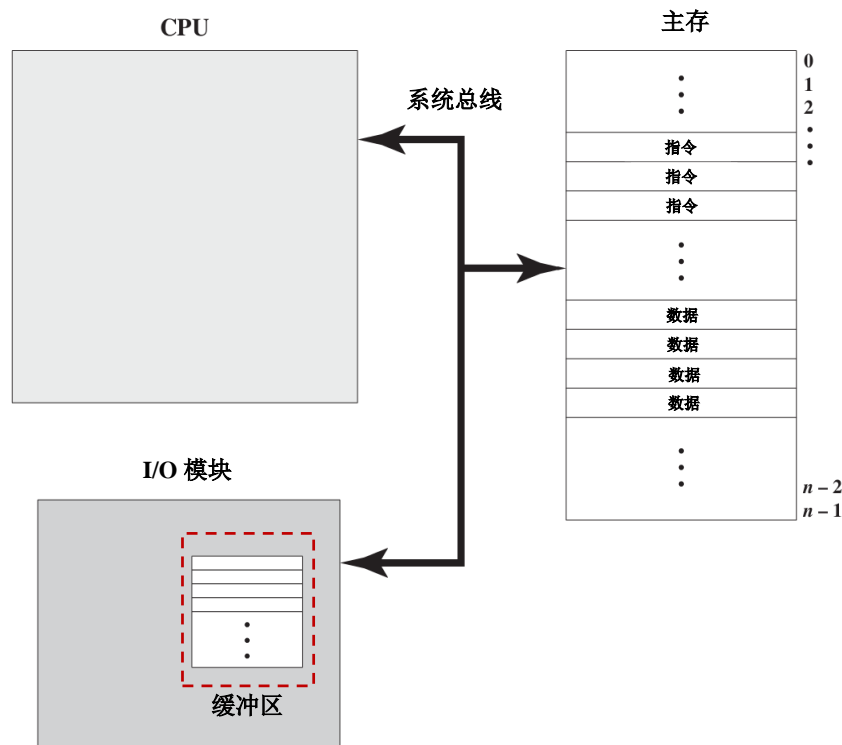 CPU
主存
系统总线
0
1
2
指令
指令
指令
数据
数据
数据
数据
n – 2
n – 1
I/O 模块
缓冲区